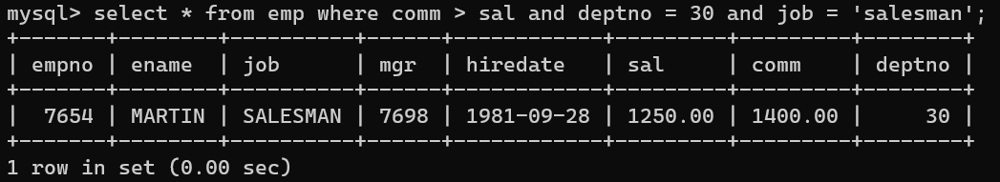 mysql> select * from emp where comm > sal and deptno = 30 and job = 'salesman';
+-------+--------+----------+------+------------+---------+---------+--------+
| empno | ename  | job      | mgr  | hiredate   | sal     | comm    | deptno |
+-------+--------+----------+------+------------+---------+---------+--------+
|  7654 | MARTIN | SALESMAN | 7698 | 1981-09-28 | 1250.00 | 1400.00 |     30 |
+-------+--------+----------+------+------------+---------+---------+--------+
1 row in set (0.00 sec)